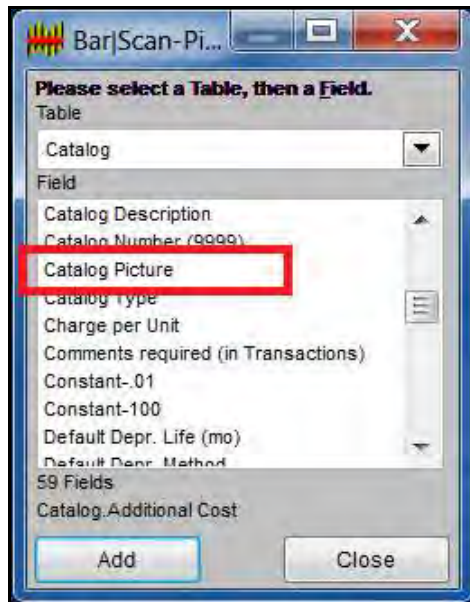 Bar|Scan-Pi...
Please select a Table, then a Field.
Table
Catalog
Field
Catalog Description
Catalog Number (9999)
Catalog Picture
Catalog Type
Charge per Unit
Comments required (in Transactions)
Constant-.01
Constant-100
Default Depr. Life (mo)
Default Depr. Method
59 Fields
Catalog.Additional Cost
Add
Close